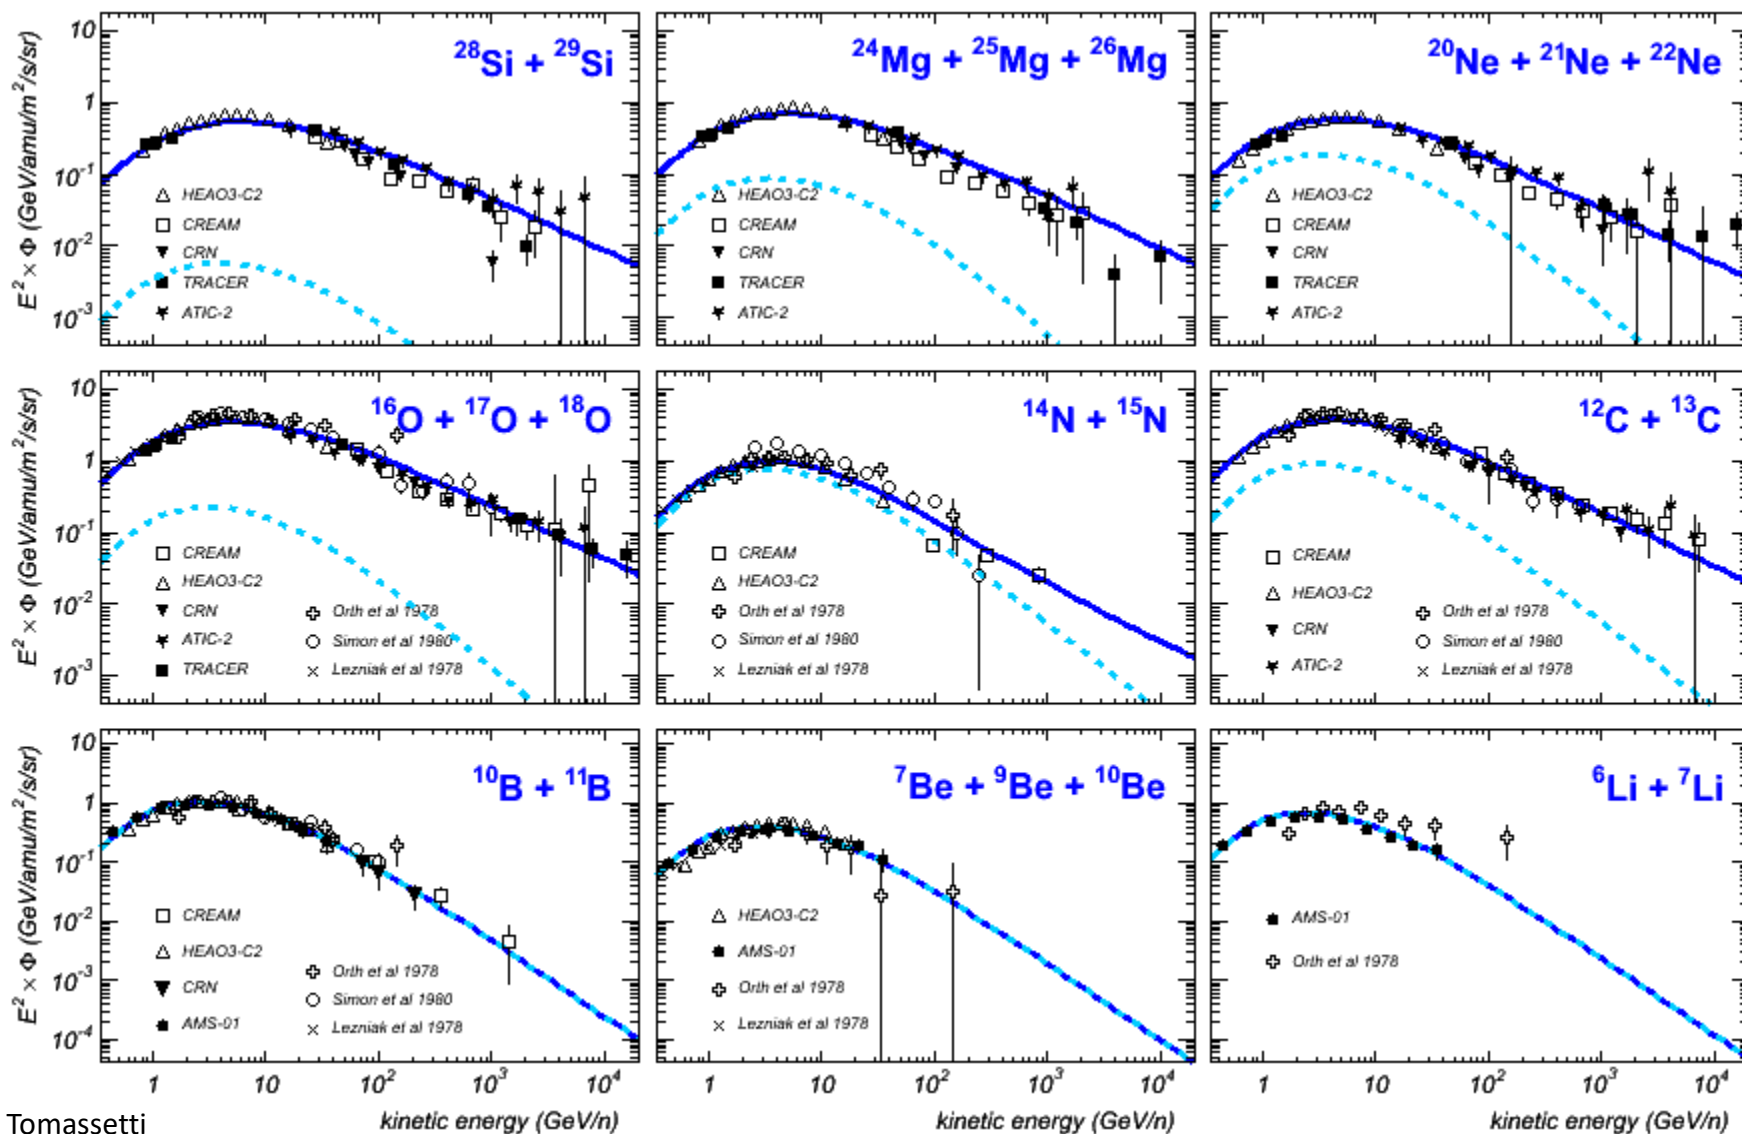 ²⁸Si + ²⁹Si
²⁴Mg + ²⁵Mg + ²⁶Mg
²⁰Ne + ²¹Ne + ²²Ne
E² × Φ (GeV/amu/m²/s/sr)
10
1
10⁻¹
10⁻²
10⁻³
HEAO3-C2
CREAM
CRN
TRACER
ATIC-2
HEAO3-C2
CREAM
CRN
TRACER
ATIC-2
HEAO3-C2
CREAM
CRN
TRACER
ATIC-2
¹⁶O + ¹⁷O + ¹⁸O
¹⁴N + ¹⁵N
¹²C + ¹³C
E² × Φ (GeV/amu/m²/s/sr)
10
1
10⁻¹
10⁻²
10⁻³
CREAM
HEAO3-C2
CRN
ATIC-2
TRACER
Orth et al 1978
Simon et al 1980
Lezniak et al 1978
CREAM
HEAO3-C2
Orth et al 1978
Simon et al 1980
Lezniak et al 1978
CREAM
HEAO3-C2
CRN
ATIC-2
Orth et al 1978
Simon et al 1980
Lezniak et al 1978
¹⁰B + ¹¹B
⁷Be + ⁹Be + ¹⁰Be
⁶Li + ⁷Li
E² × Φ (GeV/amu/m²/s/sr)
10
1
10⁻¹
10⁻²
10⁻³
10⁻⁴
CREAM
HEAO3-C2
CRN
AMS-01
Orth et al 1978
Simon et al 1980
Lezniak et al 1978
HEAO3-C2
AMS-01
Orth et al 1978
Lezniak et al 1978
AMS-01
Orth et al 1978
1 10 10² 10³ 10⁴
1 10 10² 10³ 10⁴
1 10 10² 10³ 10⁴
kinetic energy (GeV/n)
kinetic energy (GeV/n)
kinetic energy (GeV/n)
Tomassetti